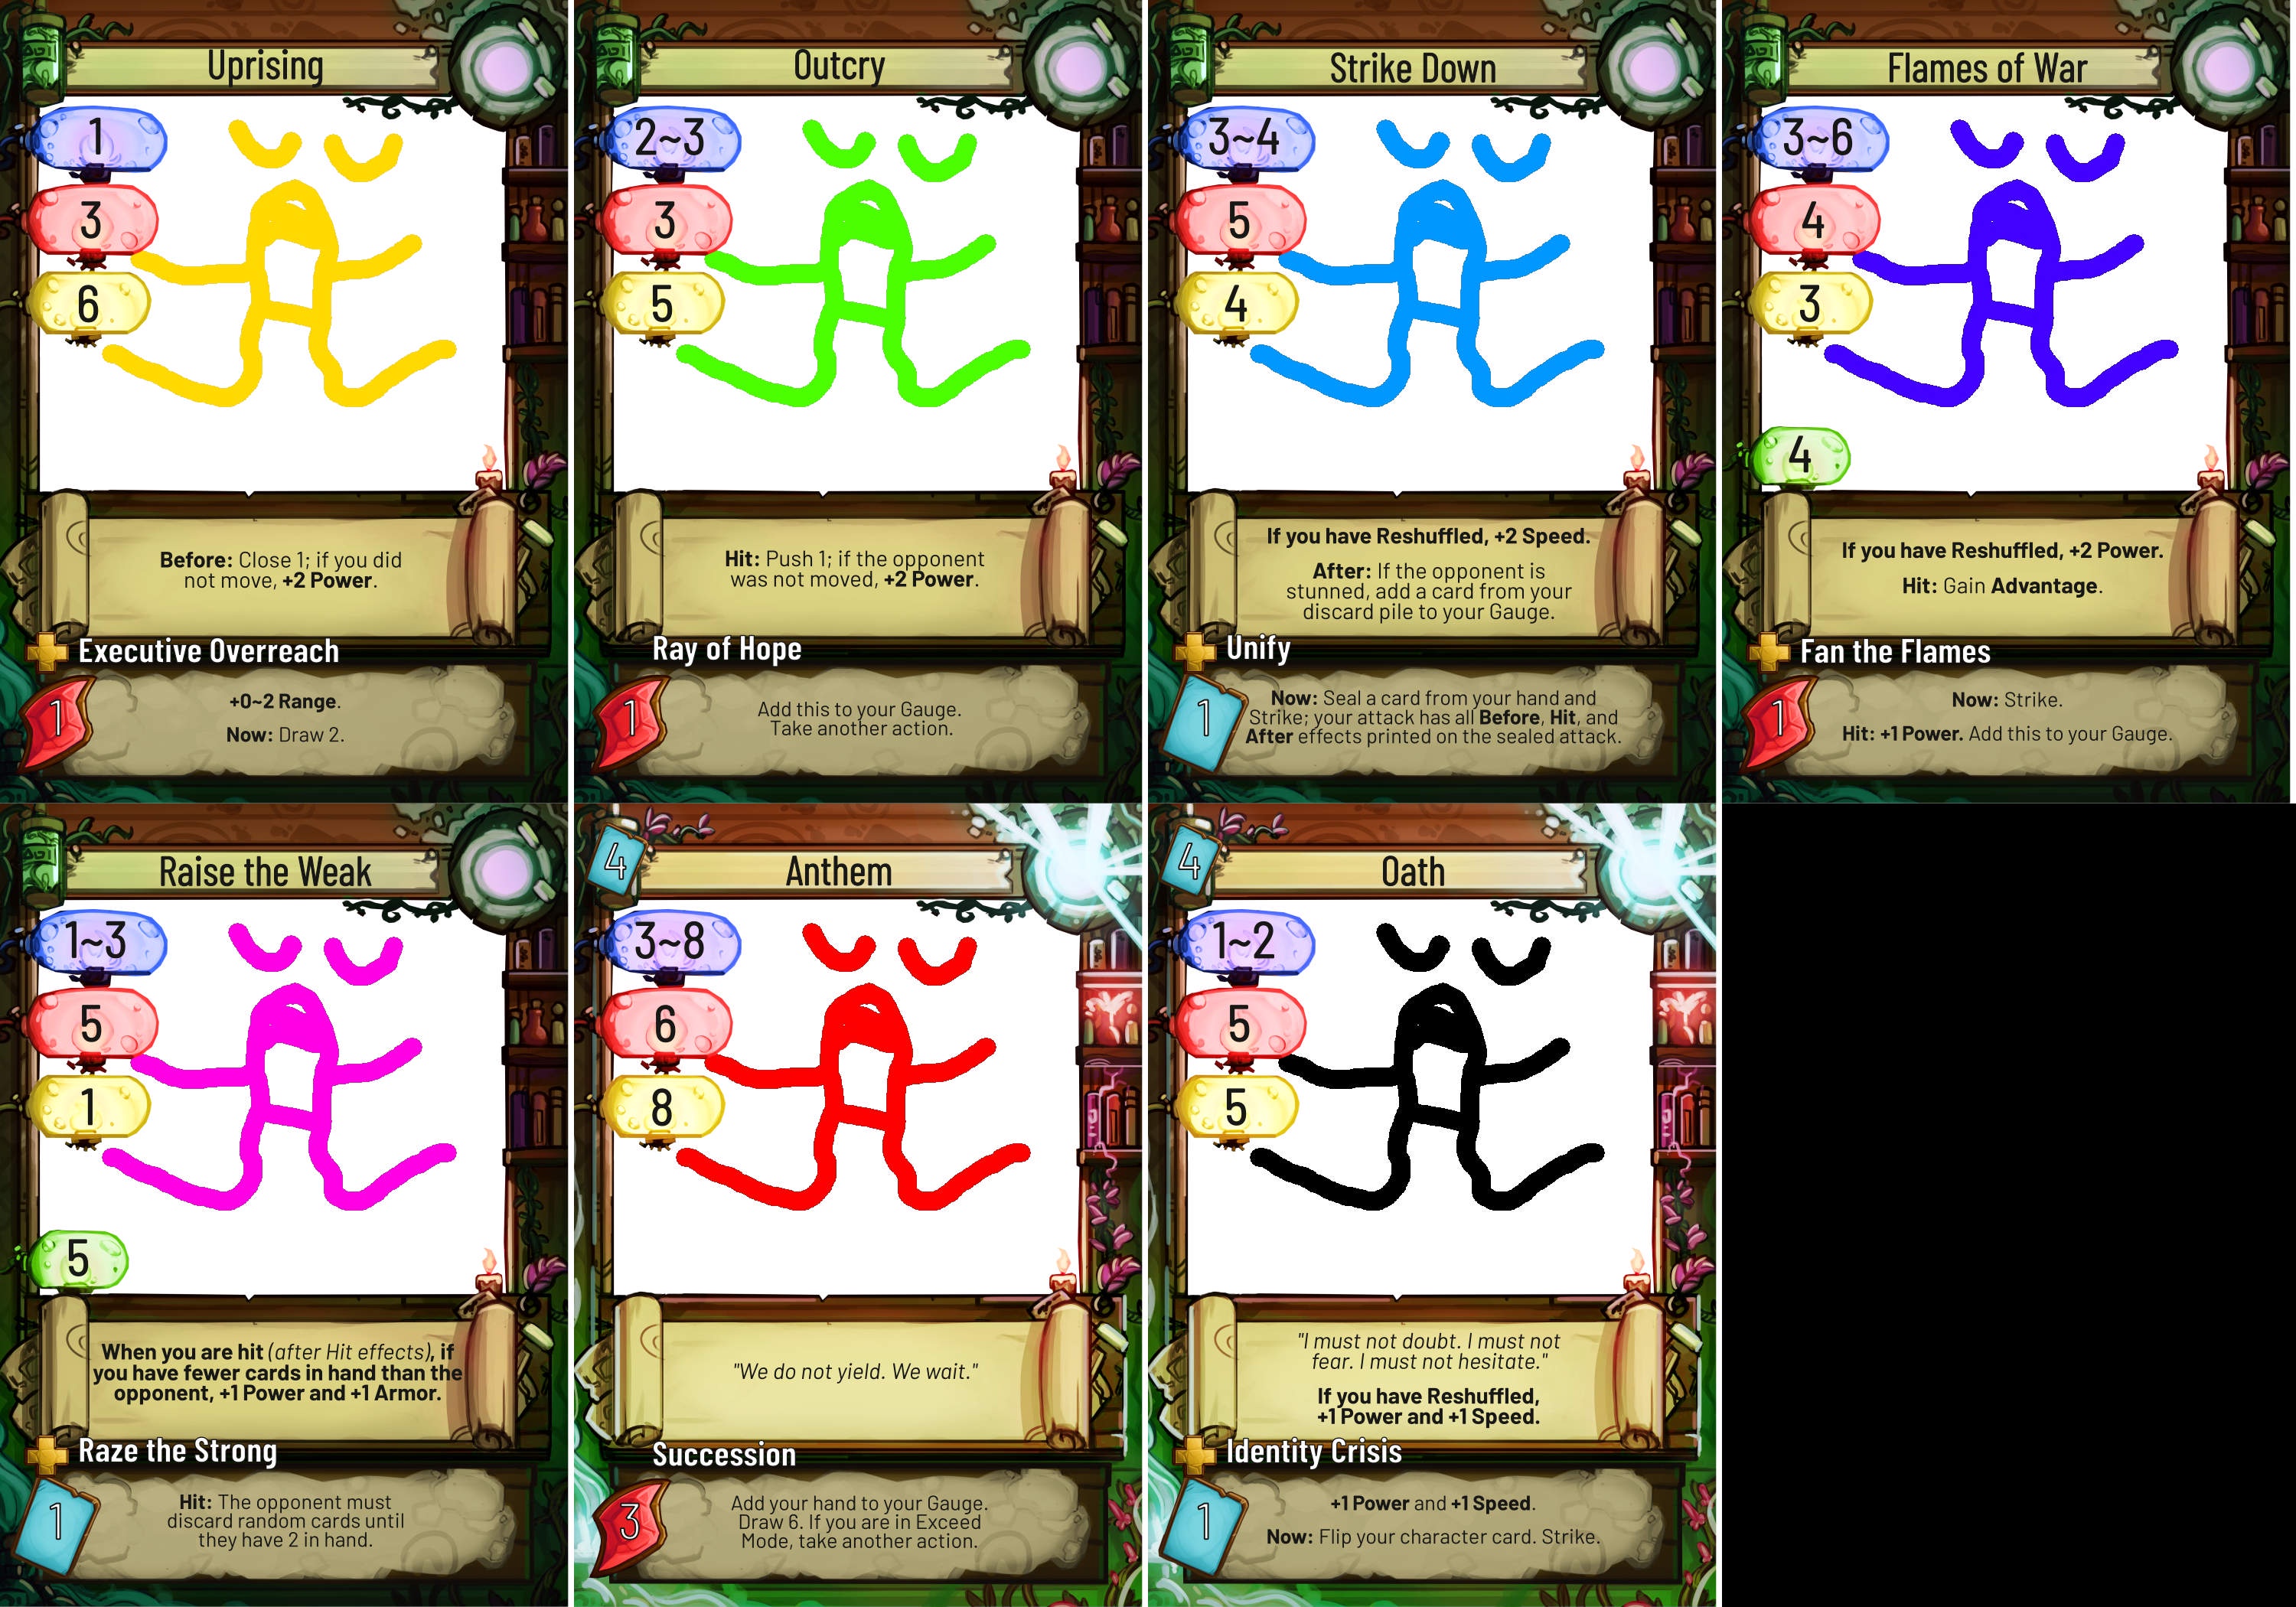 Uprising
1
3
6
Before: Close 1; if you did
not move, +2 Power.
Executive Overreach
1
+0~2 Range.
Now: Draw 2.
Outcry
2~3
3
5
Hit: Push 1; if the opponent
was not moved, +2 Power.
Ray of Hope
1
Add this to your Gauge.
Take another action.
Strike Down
3~4
5
4
If you have Reshuffled, +2 Speed.
After: If the opponent is
stunned, add a card from your
discard pile to your Gauge.
Unify
1
Now: Seal a card from your hand and
Strike; your attack has all Before, Hit, and
After effects printed on the sealed attack.
Flames of War
3~6
4
3
4
If you have Reshuffled, +2 Power.
Hit: Gain Advantage.
Fan the Flames
1
Now: Strike.
Hit: +1 Power. Add this to your Gauge.
Raise the Weak
1~3
5
1
5
When you are hit (after Hit effects), if
you have fewer cards in hand than the
opponent, +1 Power and +1 Armor.
Raze the Strong
1
Hit: The opponent must
discard random cards until
they have 2 in hand.
4
Anthem
3~8
6
8
"We do not yield. We wait."
Succession
3
Add your hand to your Gauge.
Draw 6. If you are in Exceed
Mode, take another action.
4
Oath
1~2
5
5
"I must not doubt. I must not
fear. I must not hesitate."
If you have Reshuffled,
+1 Power and +1 Speed.
Identity Crisis
1
+1 Power and +1 Speed.
Now: Flip your character card. Strike.